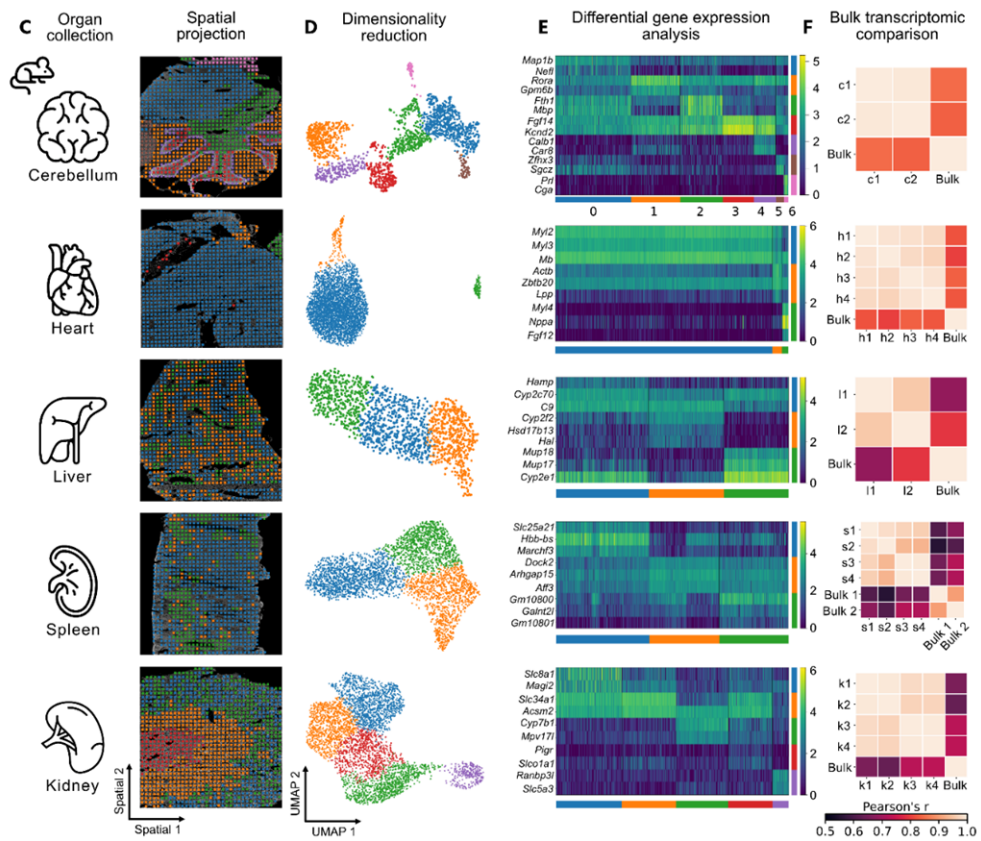 C Organ
collection
Spatial
projection
D Dimensionality
reduction
E Differential gene expression
analysis
F Bulk transcriptomic
comparison
Cerebellum
Map1b
Nefl
Rora
Gpm6b
Fth1
Mbp
Fgf14
Kcnd2
Calb1
Car8
Zfhx3
Sgcz
Prl
Cga
0 1 2 3 4 5 6
5
4
3
2
1
0
c1
c2
Bulk
c1 c2 Bulk
Heart
Myl2
Myl3
Mb
Actb
Zbtb20
Lpp
Myl4
Nppa
Fgf12
6
4
2
0
h1
h2
h3
h4
Bulk
h1 h2 h3 h4 Bulk
Liver
Hamp
Cyp2c70
C9
Cyp2f2
Hsd17b13
Hal
Mup18
Mup17
Cyp2e1
4
2
0
l1
l2
Bulk
l1 l2 Bulk
Spleen
Slc25a21
Hbb-bs
Marchf3
Dock2
Arhgap15
Aff3
Gm10800
Galnt2l
Gm10801
4
2
0
s1
s2
s3
s4
Bulk 1
Bulk 2
s1 s2 s3 s4 Bulk 1 Bulk 2
Kidney
Slc8a1
Magi2
Slc34a1
Acsm2
Cyp7b1
Mpv17l
Pigr
Slco1a1
Ranbp3l
Slc5a3
6
4
2
0
k1
k2
k3
k4
Bulk
k1 k2 k3 k4 Bulk
Spatial 2
Spatial 1
UMAP 2
UMAP 1
Pearson's r
0.5 0.6 0.7 0.8 0.9 1.0